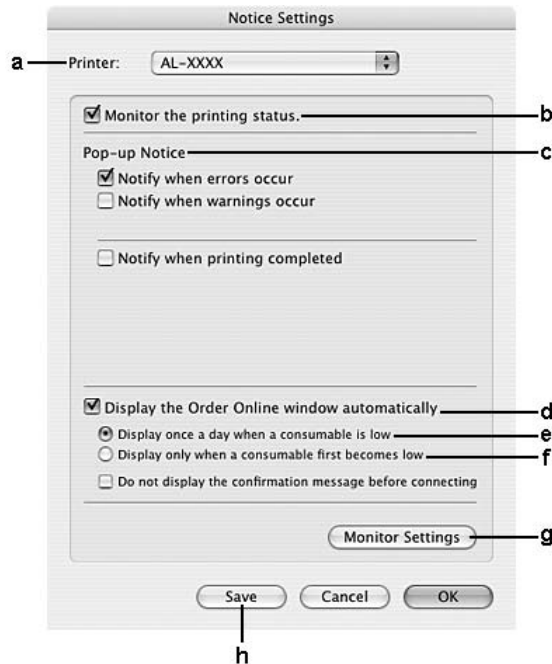 Notice Settings
a Printer: AL-XXXX
Monitor the printing status. b
Pop-up Notice c
Notify when errors occur
Notify when warnings occur
Notify when printing completed
Display the Order Online window automatically d
Display once a day when a consumable is low e
Display only when a consumable first becomes low f
Do not display the confirmation message before connecting
Monitor Settings g
Save Cancel OK
h